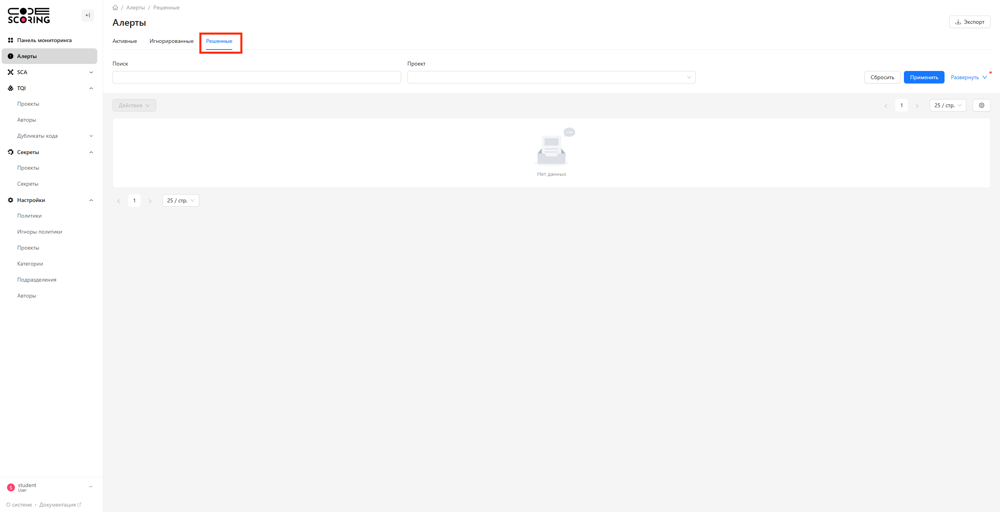 CODE
SCORING
Панель мониторинга
Алерты
SCA
TQI
Проекты
Авторы
Дубликаты кода
Секреты
Проекты
Секреты
Настройки
Политики
Игноры политики
Проекты
Категории
Подразделения
Авторы
S student
User
...
О системе · Документация
/ Алерты / Решенные
Алерты
Экспорт
Активные Игнорированные Решенные
Поиск Проект
Сбросить Применить Развернуть
Действия
< 1 > 25 / стр.
Нет данных
< 1 > 25 / стр.